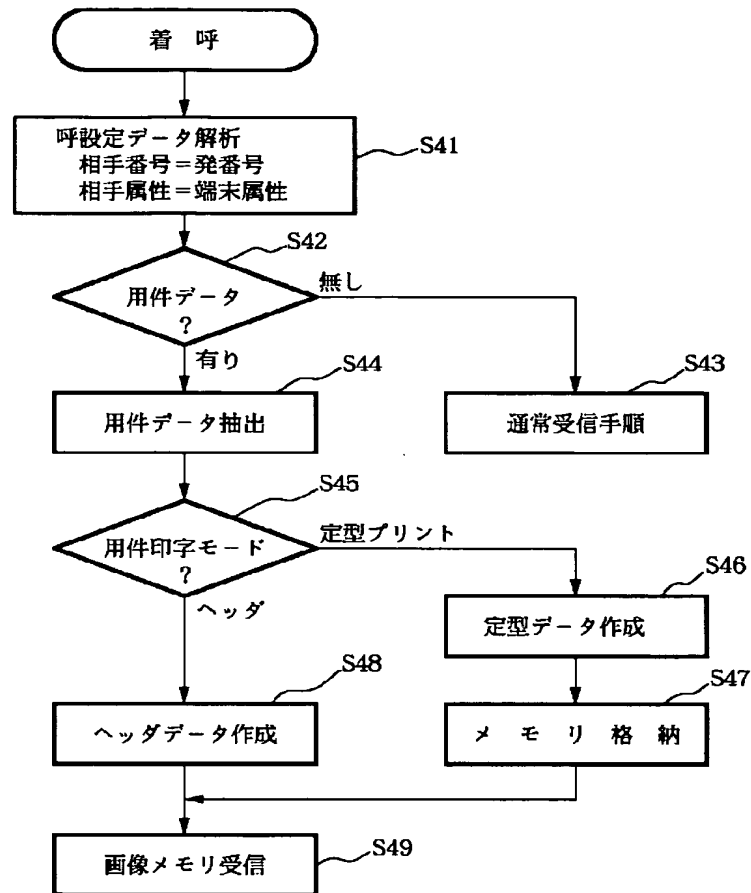 着 呼
呼設定データ解析
相手番号=発番号
相手属性=端末属性
S41
S42
用件データ
?
無し
有り
S44
用件データ抽出
S43
通常受信手順
S45
用件印字モード
?
定型プリント
ヘッダ
S46
定型データ作成
S48
ヘッダデータ作成
S47
メ モ リ 格 納
S49
画像メモリ受信